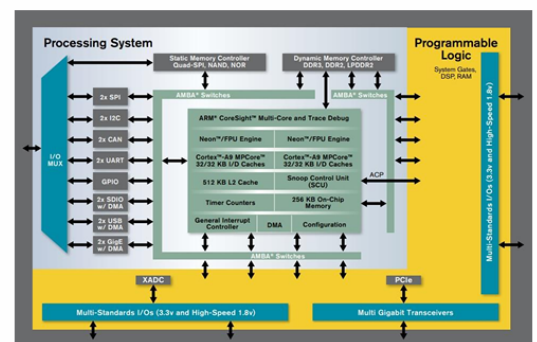 Processing System
Programmable
Logic
System Gates,
DSP, RAM
Static Memory Controller
Quad-SPI, NAND, NOR
Dynamic Memory Controller
DDR3, DDR2, LPDDR2
AMBA® Switches
AMBA® Switches
I/O
MUX
2x SPI
2x I2C
2x CAN
2x UART
GPIO
2x SDIO
w/ DMA
2x USB
w/ DMA
2x GigE
w/ DMA
ARM® CoreSight™ Multi-Core and Trace Debug
Neon™/FPU Engine
Neon™/FPU Engine
Cortex™-A9 MPCore™
32/32 KB I/D Caches
Cortex™-A9 MPCore™
32/32 KB I/D Caches
512 KB L2 Cache
Snoop Control Unit
(SCU)
Timer Counters
256 KB On-Chip
Memory
General Interrupt
Controller
DMA
Configuration
ACP
AMBA® Switches
Multi-Standards I/Os (3.3v and High-Speed 1.8v)
XADC
PCIe
Multi-Standards I/Os (3.3v and High-Speed 1.8v)
Multi Gigabit Transceivers